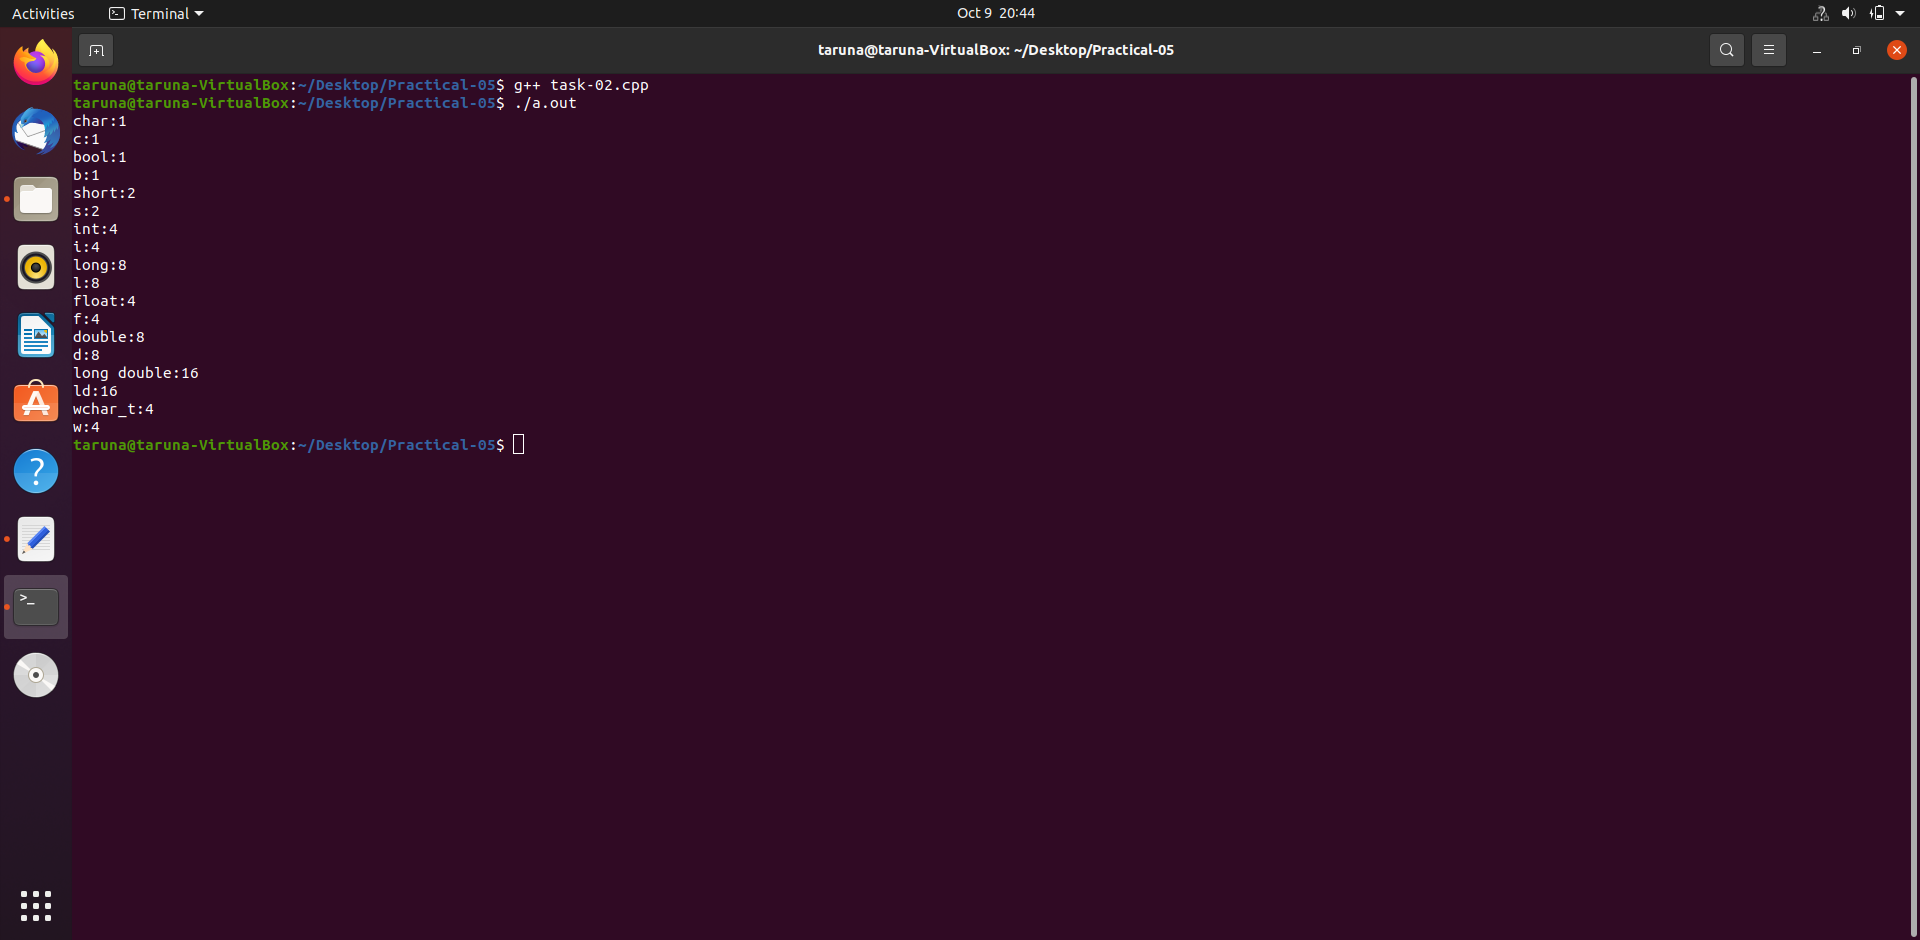 Activities
Terminal
Oct 9 20:44
taruna@taruna-VirtualBox: ~/Desktop/Practical-05
taruna@taruna-VirtualBox:~/Desktop/Practical-05$ g++ task-02.cpp
taruna@taruna-VirtualBox:~/Desktop/Practical-05$ ./a.out
char:1
c:1
bool:1
b:1
short:2
s:2
int:4
i:4
long:8
l:8
float:4
f:4
double:8
d:8
long double:16
ld:16
wchar_t:4
w:4
taruna@taruna-VirtualBox:~/Desktop/Practical-05$